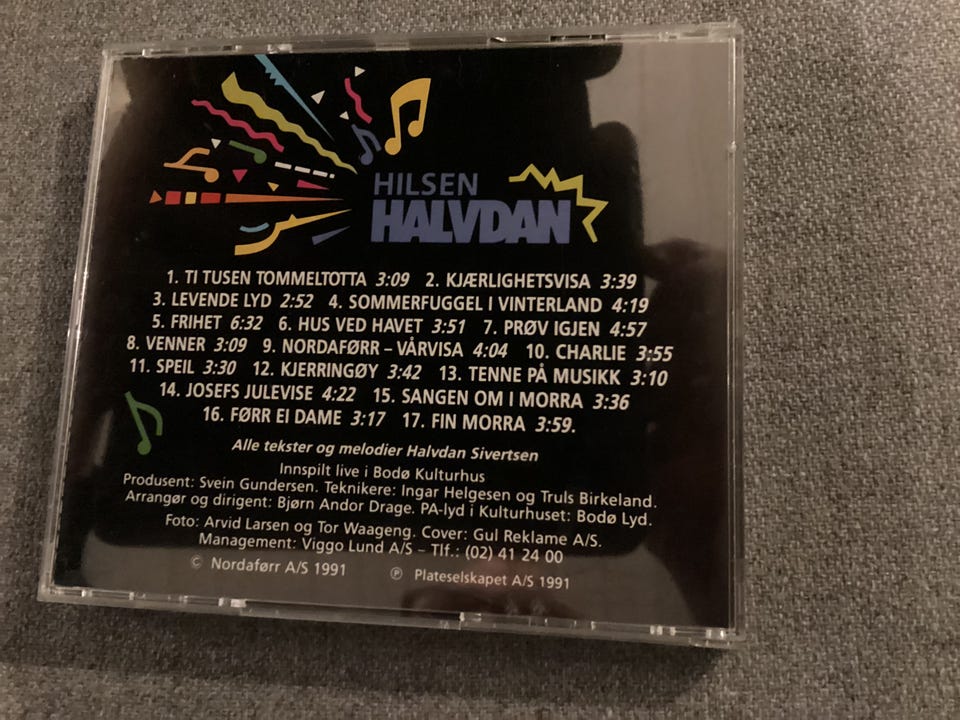 HILSEN
HALVDAN
1. TI TUSEN TOMMELTOTTA 3:09 2. KJÆRLIGHETSVISA 3:39
3. LEVENDE LYD 2:52 4. SOMMERFUGGEL I VINTERLAND 4:19
5. FRIHET 6:32 6. HUS VED HAVET 3:51 7. PRØV IGJEN 4:57
8. VENNER 3:09 9. NORDAFØRR – VÅRVISA 4:04 10. CHARLIE 3:55
11. SPEIL 3:30 12. KJERRINGØY 3:42 13. TENNE PÅ MUSIKK 3:10
14. JOSEFS JULEVISE 4:22 15. SANGEN OM I MORRA 3:36
16. FØRR EI DAME 3:17 17. FIN MORRA 3:59.
Alle tekster og melodier Halvdan Sivertsen
Innspilt live i Bodø Kulturhus
Produsent: Svein Gundersen. Teknikere: Ingar Helgesen og Truls Birkeland.
Arrangør og dirigent: Bjørn Andor Drage. PA-lyd i Kulturhuset: Bodø Lyd.
Foto: Arvid Larsen og Tor Waageng. Cover: Gul Reklame A/S.
Management: Viggo Lund A/S – Tlf.: (02) 41 24 00
© Nordaførr A/S 1991 ℗ Plateselskapet A/S 1991